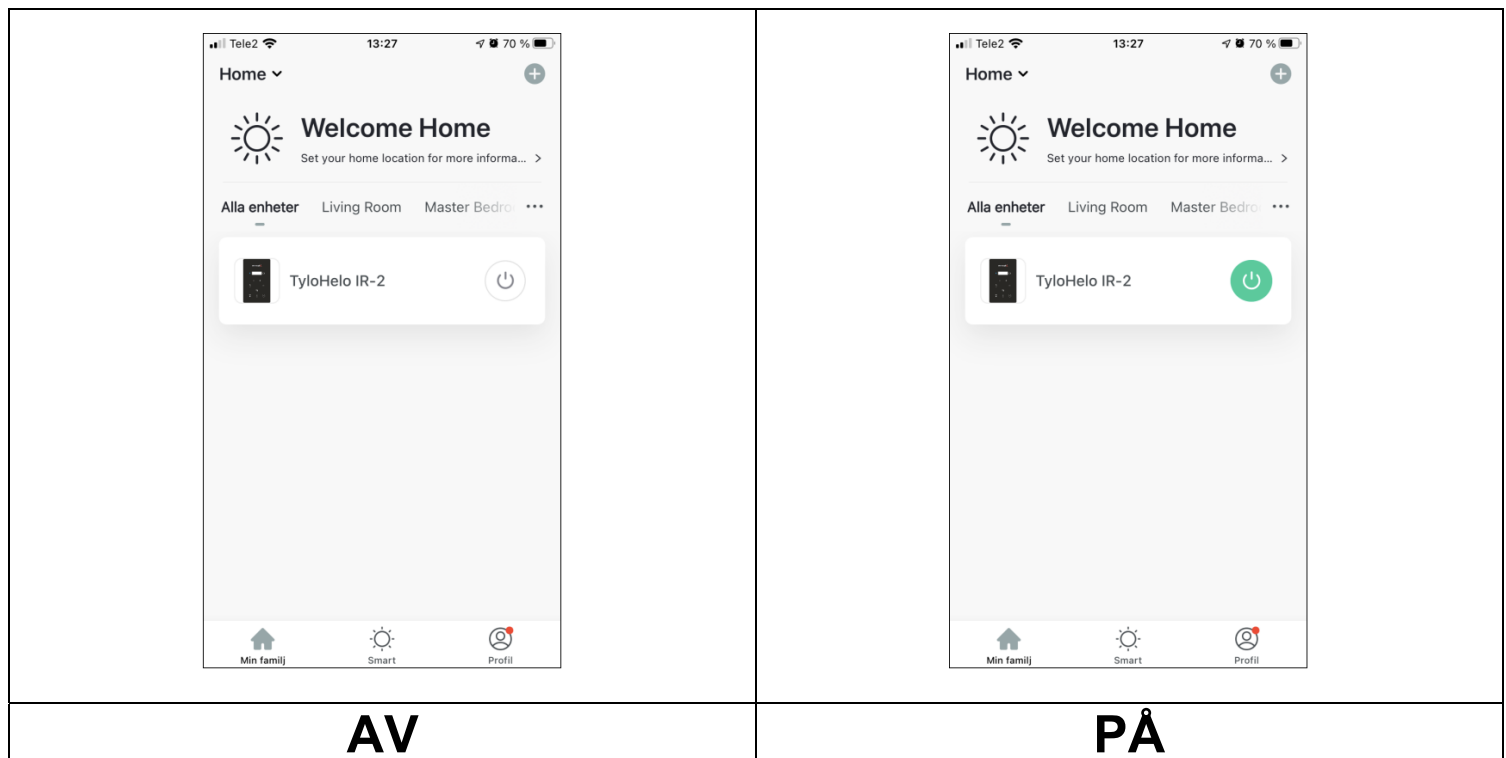 Tele2 13:27 70 %
Home
Welcome Home
Set your home location for more informa...
Alla enheter Living Room Master Bedro
TyloHelo IR-2
Min familj Smart Profil
AV
Tele2 13:27 70 %
Home
Welcome Home
Set your home location for more informa...
Alla enheter Living Room Master Bedro
TyloHelo IR-2
Min familj Smart Profil
PÅ